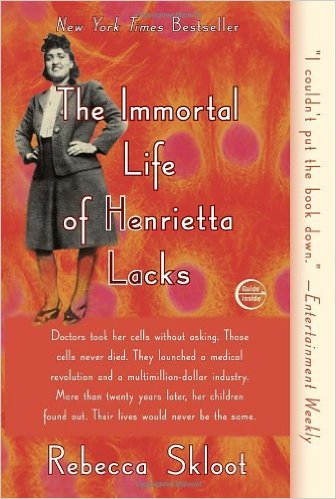 New York Times Bestseller
The Immortal
Life
of Henrietta
Lacks
Guide
inside
Doctors took her cells without asking. Those
cells never died. They launched a medical
revolution and a multimillion-dollar industry.
More than twenty years later, her children
found out. Their lives would never be the same.
Rebecca Skloot
"I couldn't put the book down." —Entertainment Weekly